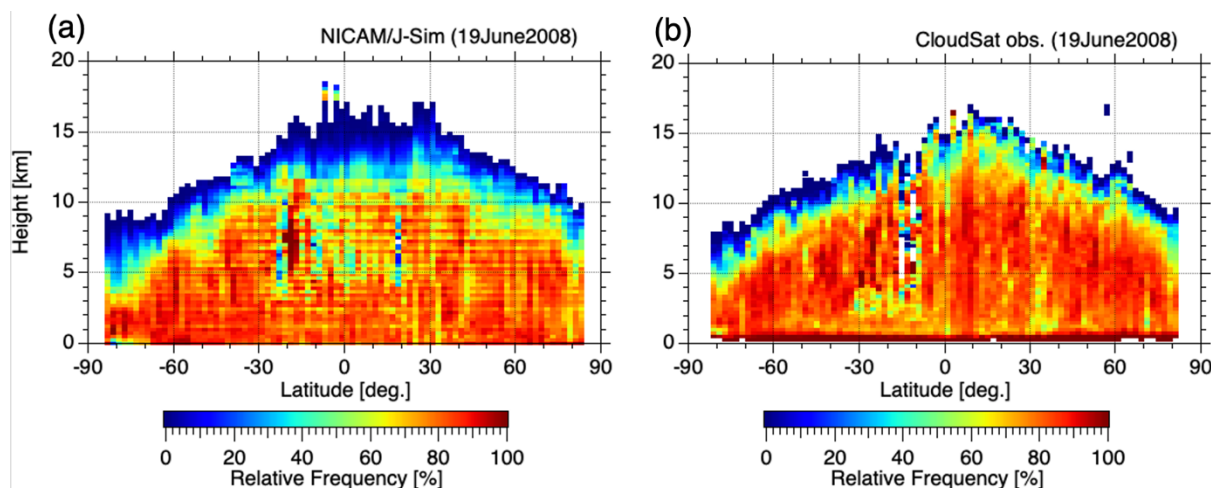 (a)
NICAM/J-Sim (19June2008)
20
15
10
5
0
Height [km]
-90 -60 -30 0 30 60 90
Latitude [deg.]
0 20 40 60 80 100
Relative Frequency [%]
(b)
CloudSat obs. (19June2008)
20
15
10
5
0
-90 -60 -30 0 30 60 90
Latitude [deg.]
0 20 40 60 80 100
Relative Frequency [%]